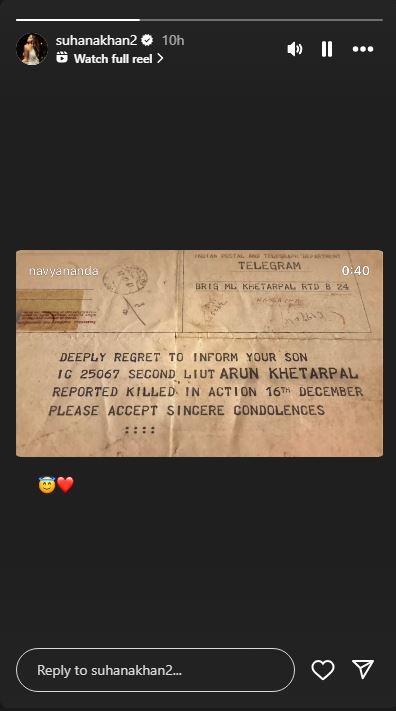 suhanakhan2 10h
Watch full reel
navyananda
0:40
INDIAN POSTAL AND TELEGRAPH DEPARTMENT
TELEGRAM
BRIG ML KHETARPAL RTD B 24
DEEPLY REGRET TO INFORM YOUR SON
IC 25067 SECOND LIUT ARUN KHETARPAL
REPORTED KILLED IN ACTION 16TH DECEMBER
PLEASE ACCEPT SINCERE CONDOLENCES
::::
😇❤️
Reply to suhanakhan2...